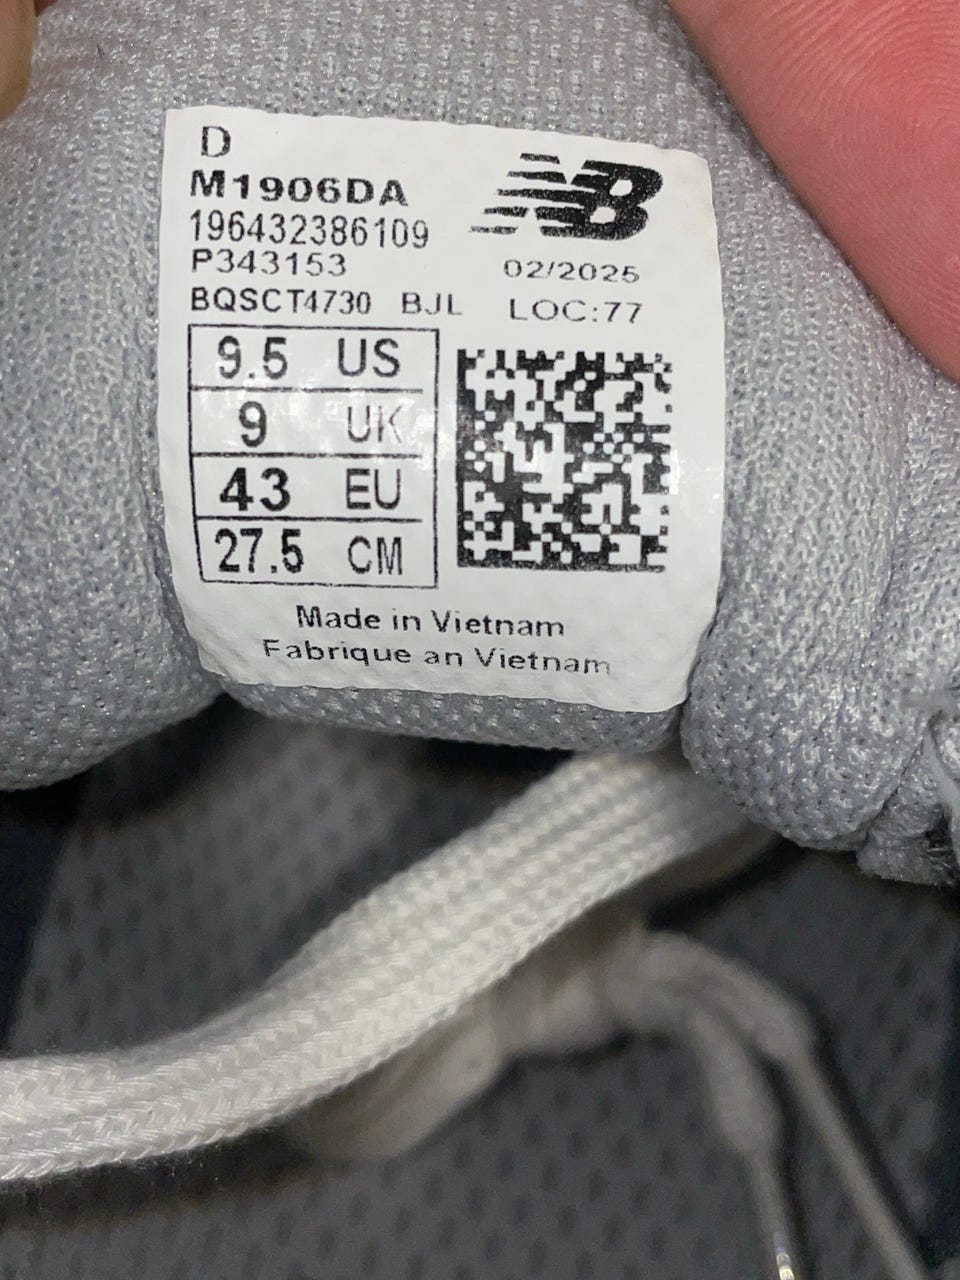 D
M1906DA
196432386109
P343153
BQSCT4730 BJL
NB
02/2025
LOC:77
9.5 US
9 UK
43 EU
27.5 CM
Made in Vietnam
Fabrique an Vietnam